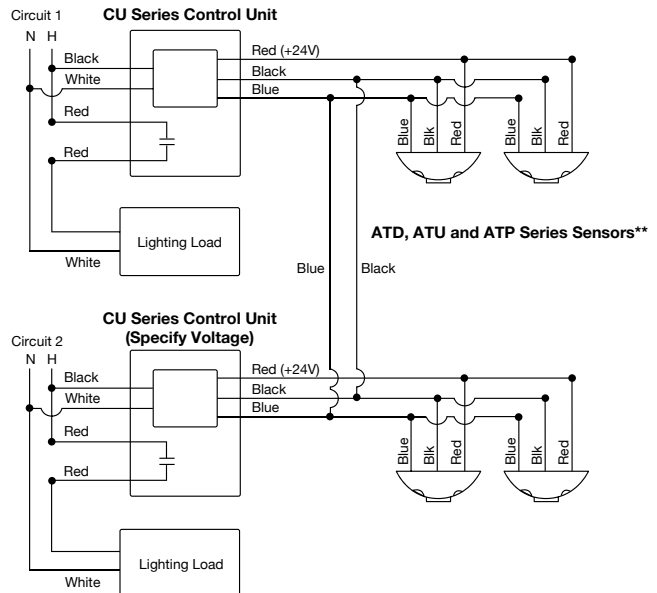 Circuit 1
CU Series Control Unit
N H
Black
White
Red
Red
Red (+24V)
Black
Blue
Blue
Blk
Red
Blue
Blk
Red
Lighting Load
White
ATD, ATU and ATP Series Sensors**
Blue
Black
CU Series Control Unit
(Specify Voltage)
Circuit 2
N H
Black
White
Red
Red
Red (+24V)
Black
Blue
Blue
Blk
Red
Blue
Blk
Red
Lighting Load
White